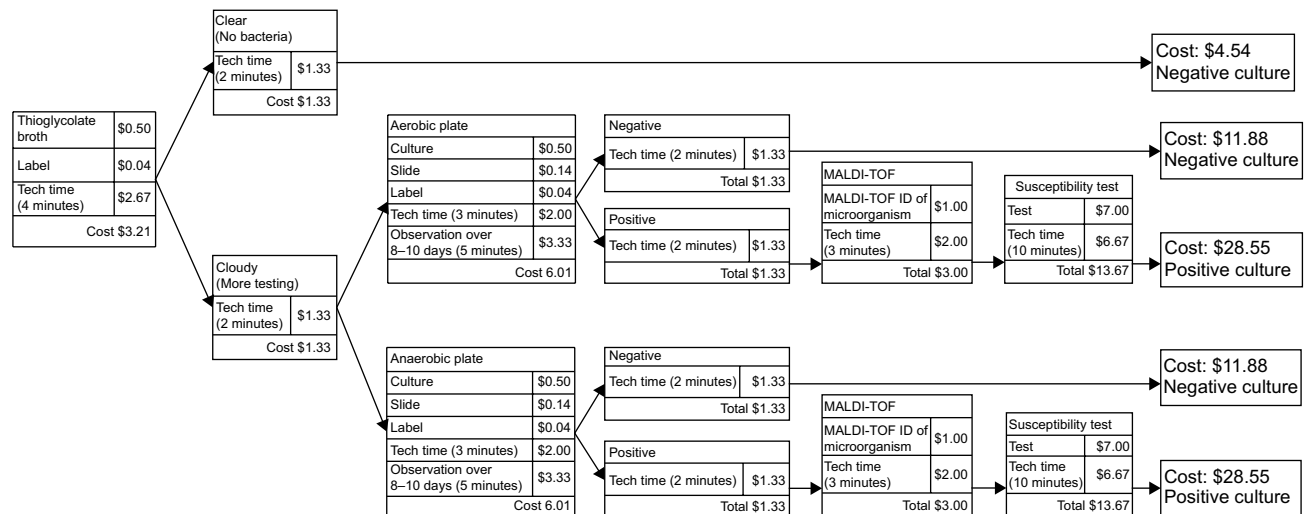 Clear
(No bacteria)
Tech time
(2 minutes)
$1.33
Cost $1.33
Cost: $4.54
Negative culture
Thioglycolate
broth
$0.50
Label
$0.04
Tech time
(4 minutes)
$2.67
Cost $3.21
Cloudy
(More testing)
Tech time
(2 minutes)
$1.33
Cost $1.33
Aerobic plate
Culture
$0.50
Slide
$0.14
Label
$0.04
Tech time (3 minutes)
$2.00
Observation over
8–10 days (5 minutes)
$3.33
Cost 6.01
Negative
Tech time (2 minutes)
$1.33
Total $1.33
Cost: $11.88
Negative culture
Positive
Tech time (2 minutes)
$1.33
Total $1.33
MALDI-TOF
MALDI-TOF ID of
microorganism
$1.00
Tech time
(3 minutes)
$2.00
Total $3.00
Susceptibility test
Test
$7.00
Tech time
(10 minutes)
$6.67
Total $13.67
Cost: $28.55
Positive culture
Anaerobic plate
Culture
$0.50
Slide
$0.14
Label
$0.04
Tech time (3 minutes)
$2.00
Observation over
8–10 days (5 minutes)
$3.33
Cost 6.01
Negative
Tech time (2 minutes)
$1.33
Total $1.33
Cost: $11.88
Negative culture
Positive
Tech time (2 minutes)
$1.33
Total $1.33
MALDI-TOF
MALDI-TOF ID of
microorganism
$1.00
Tech time
(3 minutes)
$2.00
Total $3.00
Susceptibility test
Test
$7.00
Tech time
(10 minutes)
$6.67
Total $13.67
Cost: $28.55
Positive culture